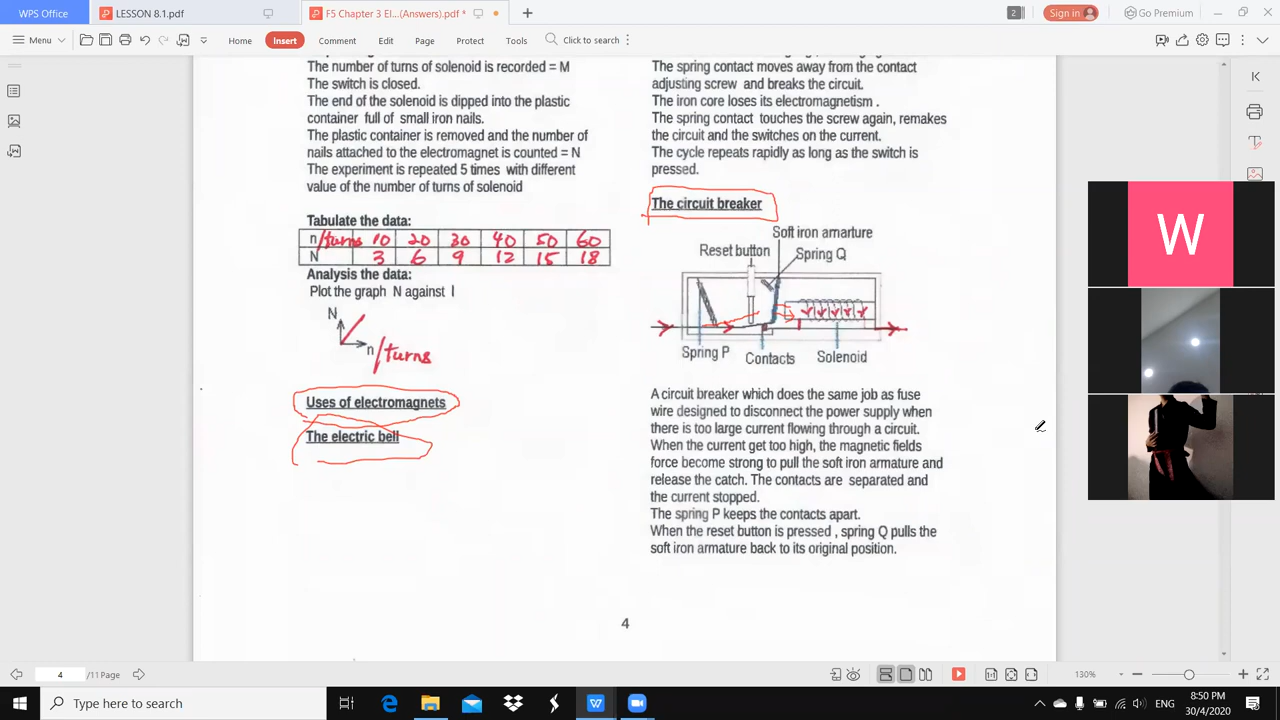 WPS Office
LESSON 8.1.pdf
F5 Chapter 3 El...(Answers).pdf *
+
2
Sign in
Go Premium
Menu
Home
Insert
Comment
Edit
Page
Protect
Tools
Click to search
The number of turns of solenoid is recorded = M
The switch is closed.
The end of the solenoid is dipped into the plastic
container full of small iron nails.
The plastic container is removed and the number of
nails attached to the electromagnet is counted = N
The experiment is repeated 5 times with different
value of the number of turns of solenoid
Tabulate the data:
n/turns 10 20 30 40 50 60
N 3 6 9 12 15 18
Analysis the data:
Plot the graph N against I
N
n/turns
Uses of electromagnets
The electric bell
The spring contact moves away from the contact
adjusting screw and breaks the circuit.
The iron core loses its electromagnetism .
The spring contact touches the screw again, remakes
the circuit and the switches on the current.
The cycle repeats rapidly as long as the switch is
pressed.
The circuit breaker
Soft iron armature
Reset button
Spring Q
Spring P
Contacts
Solenoid
A circuit breaker which does the same job as fuse
wire designed to disconnect the power supply when
there is too large current flowing through a circuit.
When the current get too high, the magnetic fields
force become strong to pull the soft iron armature and
release the catch. The contacts are separated and
the current stopped.
The spring P keeps the contacts apart.
When the reset button is pressed , spring Q pulls the
soft iron armature back to its original position.
4
W
4 /11 Page
130%
Type here to search
ENG
8:50 PM
30/4/2020